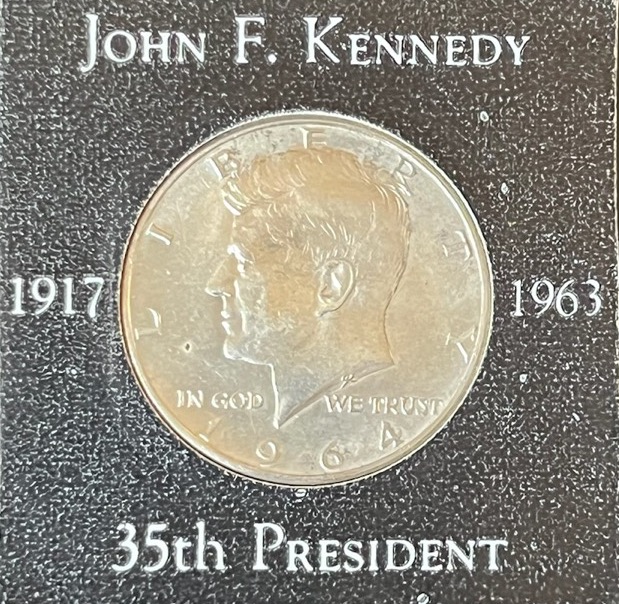 JOHN F. KENNEDY
LIBERTY
1917
1963
IN GOD WE TRUST
1964
35th PRESIDENT